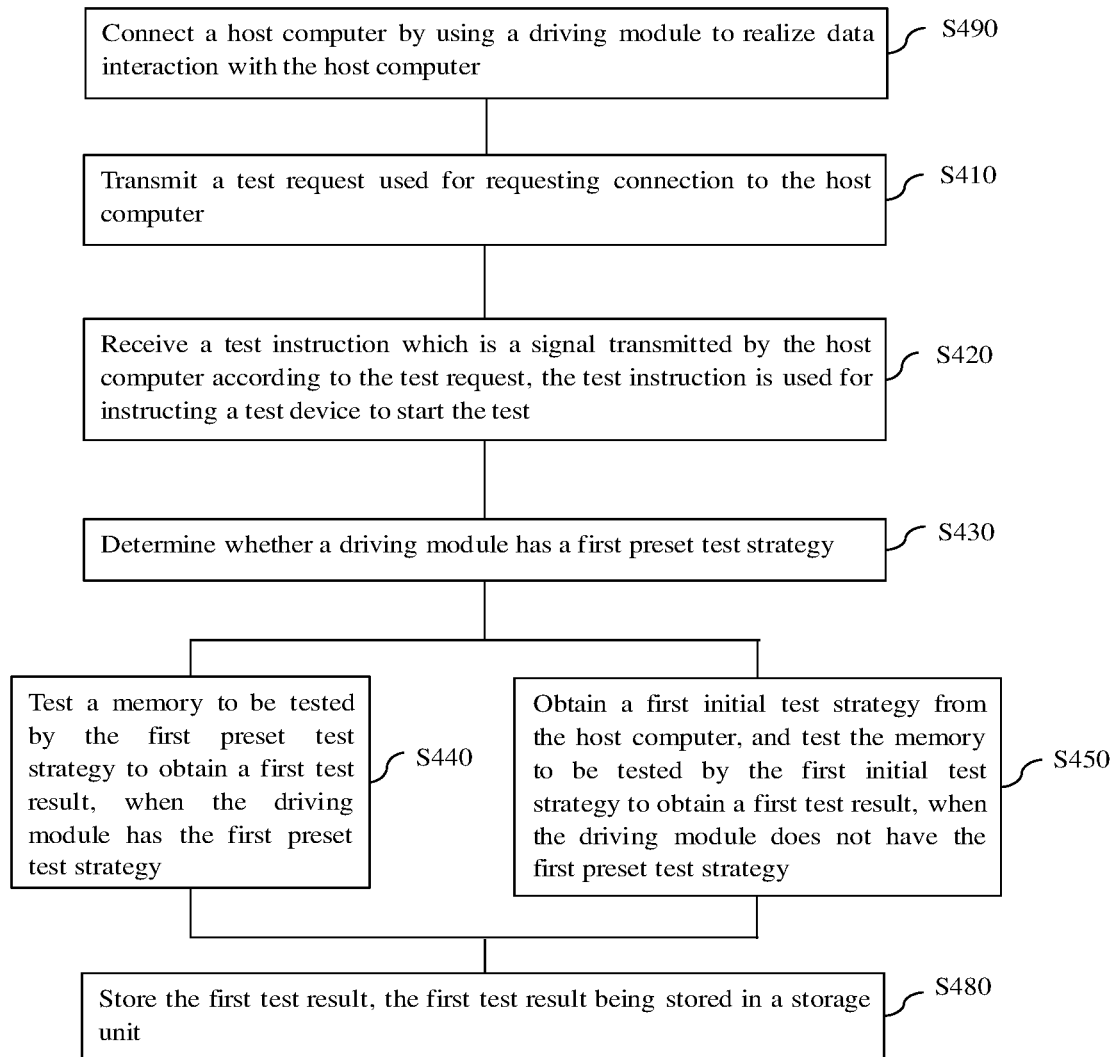 Connect a host computer by using a driving module to realize data
interaction with the host computer
S490
Transmit a test request used for requesting connection to the host
computer
S410
Receive a test instruction which is a signal transmitted by the host
computer according to the test request, the test instruction is used for
instructing a test device to start the test
S420
Determine whether a driving module has a first preset test strategy
S430
Test a memory to be tested
by the first preset test
strategy to obtain a first test
result, when the driving
module has the first preset
test strategy
S440
Obtain a first initial test strategy from
the host computer, and test the memory
to be tested by the first initial test
strategy to obtain a first test result, when
the driving module does not have the
first preset test strategy
S450
Store the first test result, the first test result being stored in a storage
unit
S480